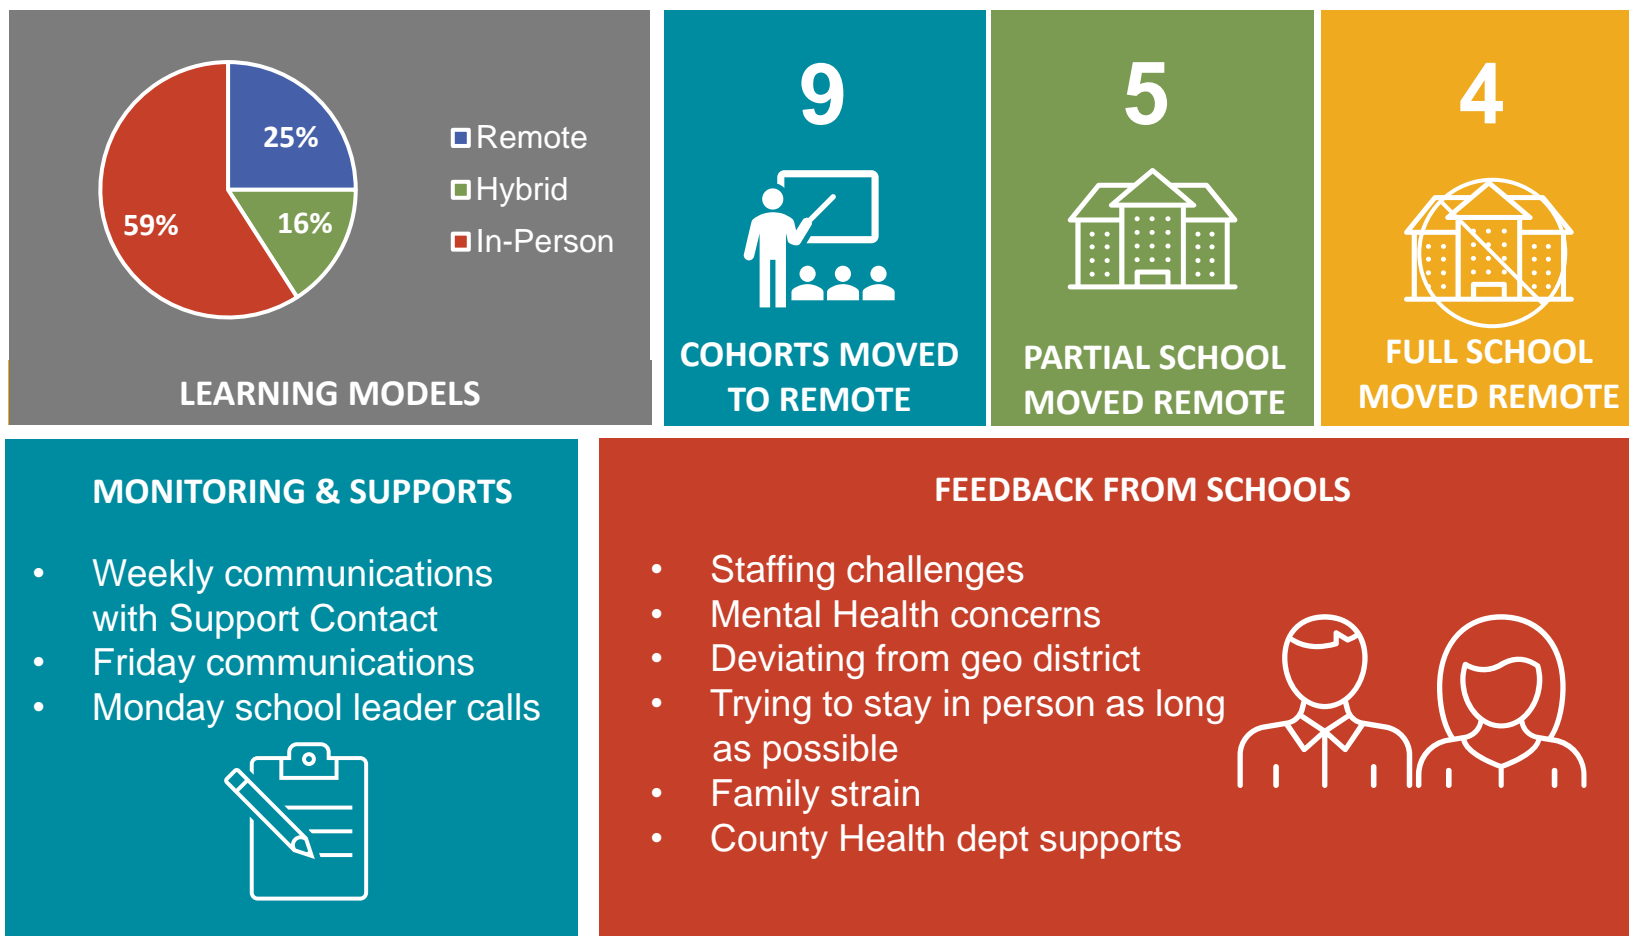 25%
16%
59%
Remote
Hybrid
In-Person
LEARNING MODELS
9
COHORTS MOVED
TO REMOTE
5
PARTIAL SCHOOL
MOVED REMOTE
4
FULL SCHOOL
MOVED REMOTE
MONITORING & SUPPORTS
• Weekly communications
with Support Contact
• Friday communications
• Monday school leader calls
FEEDBACK FROM SCHOOLS
• Staffing challenges
• Mental Health concerns
• Deviating from geo district
• Trying to stay in person as long
as possible
• Family strain
• County Health dept supports